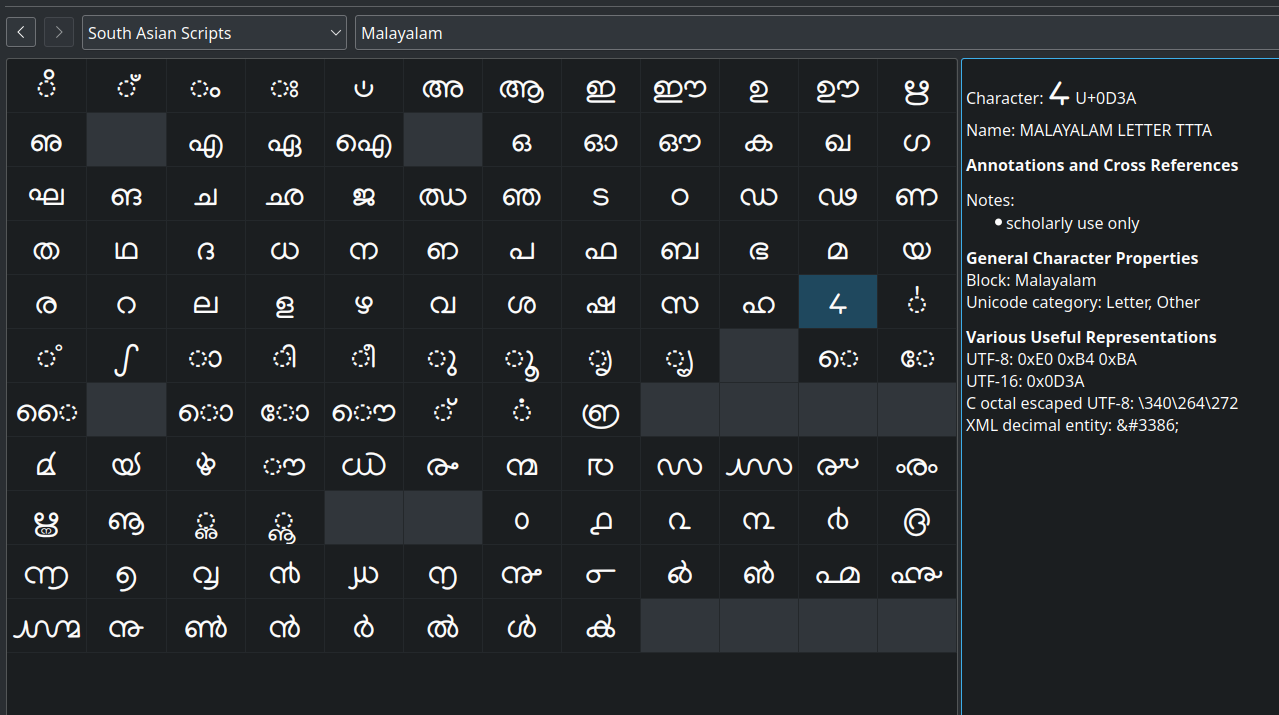 South Asian Scripts
Malayalam
ഀ ഁ ം ഃ ഄ അ ആ ഇ ഈ ഉ ഊ ഋ
ഌ എ ഏ ഐ ഒ ഓ ഔ ക ഖ ഗ
ഘ ങ ച ഛ ജ ഝ ഞ ട ഠ ഡ ഢ ണ
ത ഥ ദ ധ ന ഩ പ ഫ ബ ഭ മ യ
ര റ ല ള ഴ വ ശ ഷ സ ഹ ഺ ഻
഼ ഽ ാ ി ീ ു ൂ ൃ ൄ െ േ
ൈ ൊ ോ ൌ ് ൎ ൏
ൔ ൕ ൖ ൗ ൘ ൙ ൚ ൛ ൜ ൝ ൞ ൟ
ൠ ൡ ൢ ൣ ൦ ൧ ൨ ൩ ൪ ൫
൬ ൭ ൮ ൯ ൰ ൱ ൲ ൳ ൴ ൵ ൶ ൷
൸ ൹ ൺ ൻ ർ ൽ ൾ ൿ
Character: ഺ U+0D3A
Name: MALAYALAM LETTER TTTA
Annotations and Cross References
Notes:
• scholarly use only
General Character Properties
Block: Malayalam
Unicode category: Letter, Other
Various Useful Representations
UTF-8: 0xE0 0xB4 0xBA
UTF-16: 0x0D3A
C octal escaped UTF-8: \340\264\272
XML decimal entity: &#3386;